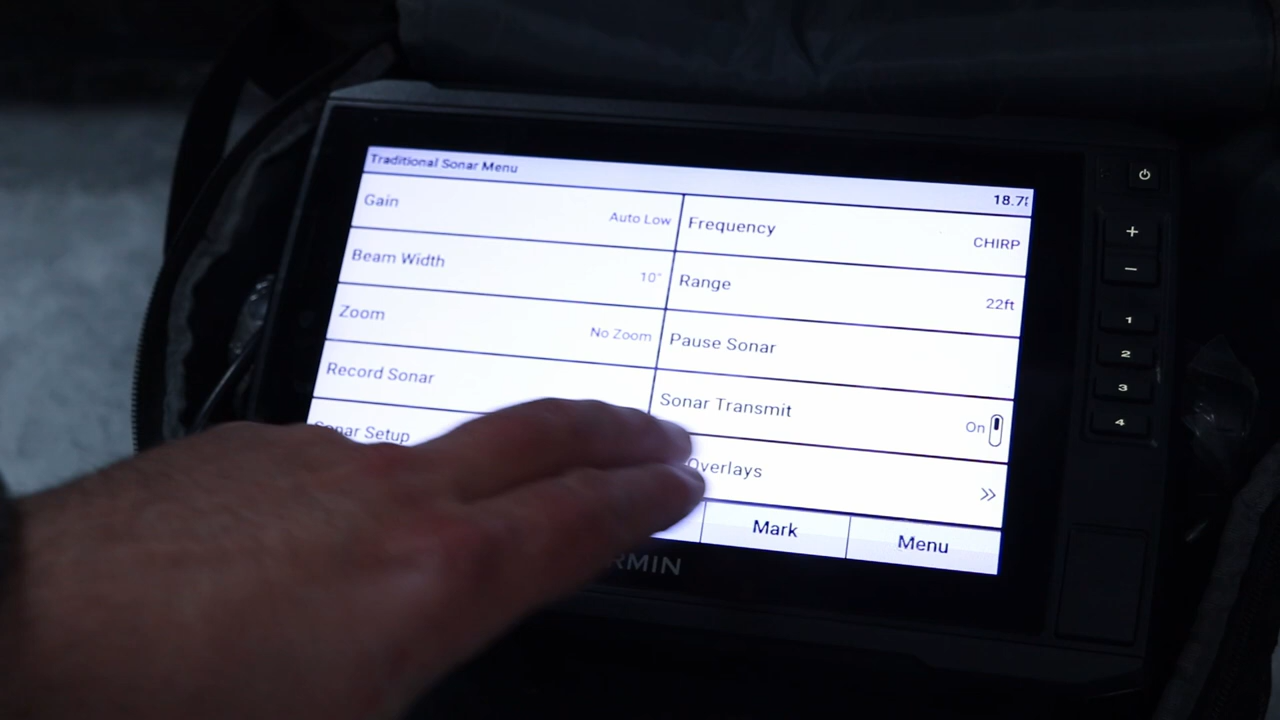 Traditional Sonar Menu
18.7f
Gain Auto Low
Frequency CHIRP
Beam Width 10°
Range 22ft
Zoom No Zoom
Pause Sonar
Record Sonar
Sonar Transmit On
Sonar Setup
Overlays »
Mark
Menu
RMIN
+
−
1
2
3
4